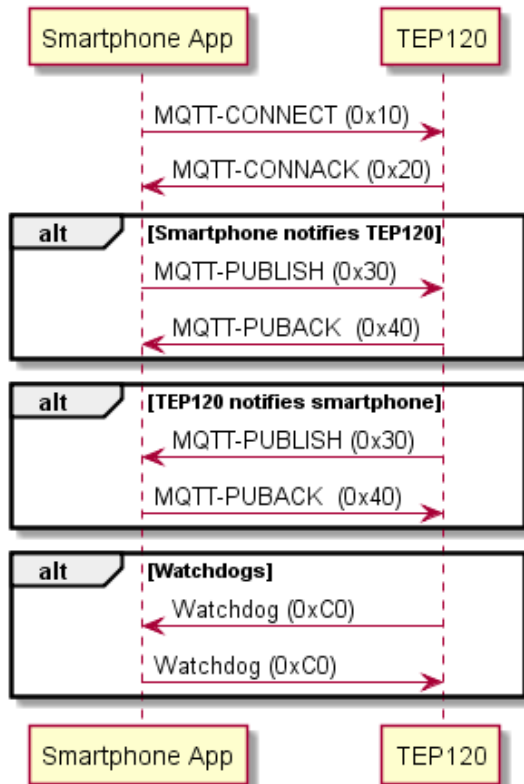 Smartphone App TEP120
MQTT-CONNECT (0x10)
MQTT-CONNACK (0x20)
alt [Smartphone notifies TEP120]
MQTT-PUBLISH (0x30)
MQTT-PUBACK (0x40)
alt [TEP120 notifies smartphone]
MQTT-PUBLISH (0x30)
MQTT-PUBACK (0x40)
alt [Watchdogs]
Watchdog (0xC0)
Watchdog (0xC0)
Smartphone App TEP120